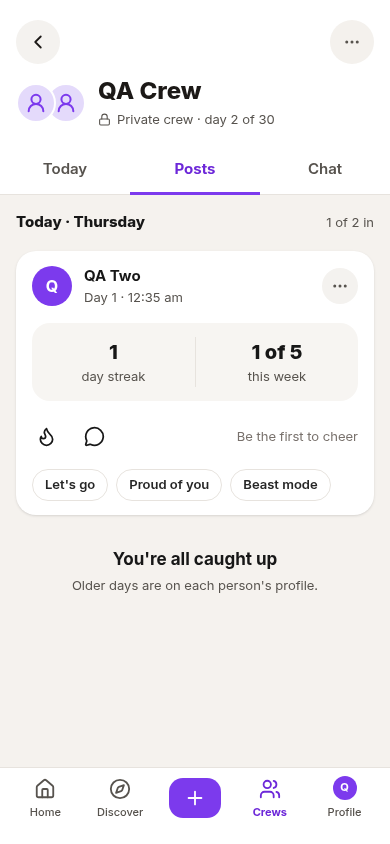 QA Crew
Private crew · day 2 of 30
Today
Posts
Chat
Today · Thursday
1 of 2 in
Q
QA Two
Day 1 · 12:35 am
1
day streak
1 of 5
this week
Be the first to cheer
Let's go
Proud of you
Beast mode
You're all caught up
Older days are on each person's profile.
Home
Discover
Crews
Q
Profile